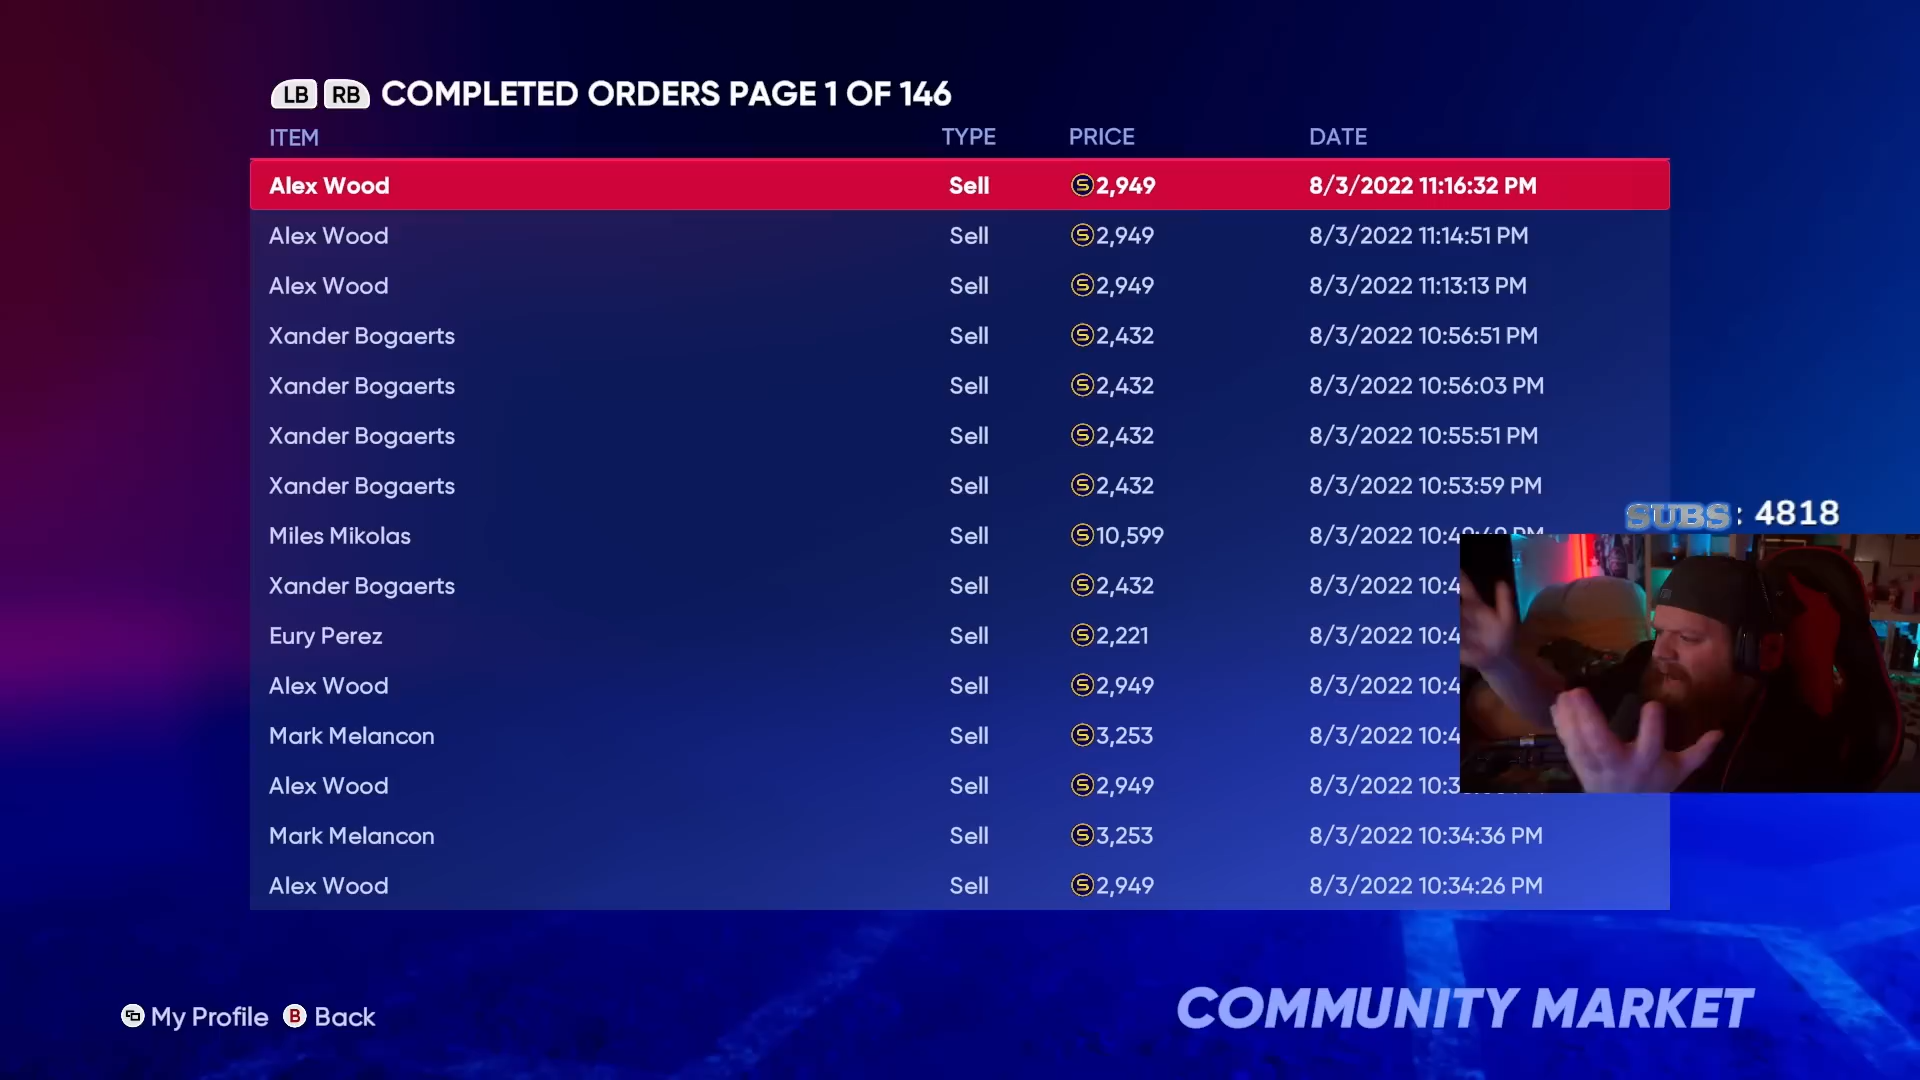 LB RB COMPLETED ORDERS PAGE 1 OF 146
ITEM TYPE PRICE DATE
Alex Wood Sell 2,949 8/3/2022 11:16:32 PM
Alex Wood Sell 2,949 8/3/2022 11:14:51 PM
Alex Wood Sell 2,949 8/3/2022 11:13:13 PM
Xander Bogaerts Sell 2,432 8/3/2022 10:56:51 PM
Xander Bogaerts Sell 2,432 8/3/2022 10:56:03 PM
Xander Bogaerts Sell 2,432 8/3/2022 10:55:51 PM
Xander Bogaerts Sell 2,432 8/3/2022 10:53:59 PM
SUBS: 4818
Miles Mikolas Sell 10,599 8/3/2022
Xander Bogaerts Sell 2,432 8/3/2022
Eury Perez Sell 2,221 8/3/2022
Alex Wood Sell 2,949 8/3/2022
Mark Melancon Sell 3,253 8/3/2022
Alex Wood Sell 2,949 8/3/2022
Mark Melancon Sell 3,253 8/3/2022 10:34:36 PM
Alex Wood Sell 2,949 8/3/2022 10:34:26 PM
COMMUNITY MARKET
My Profile B Back